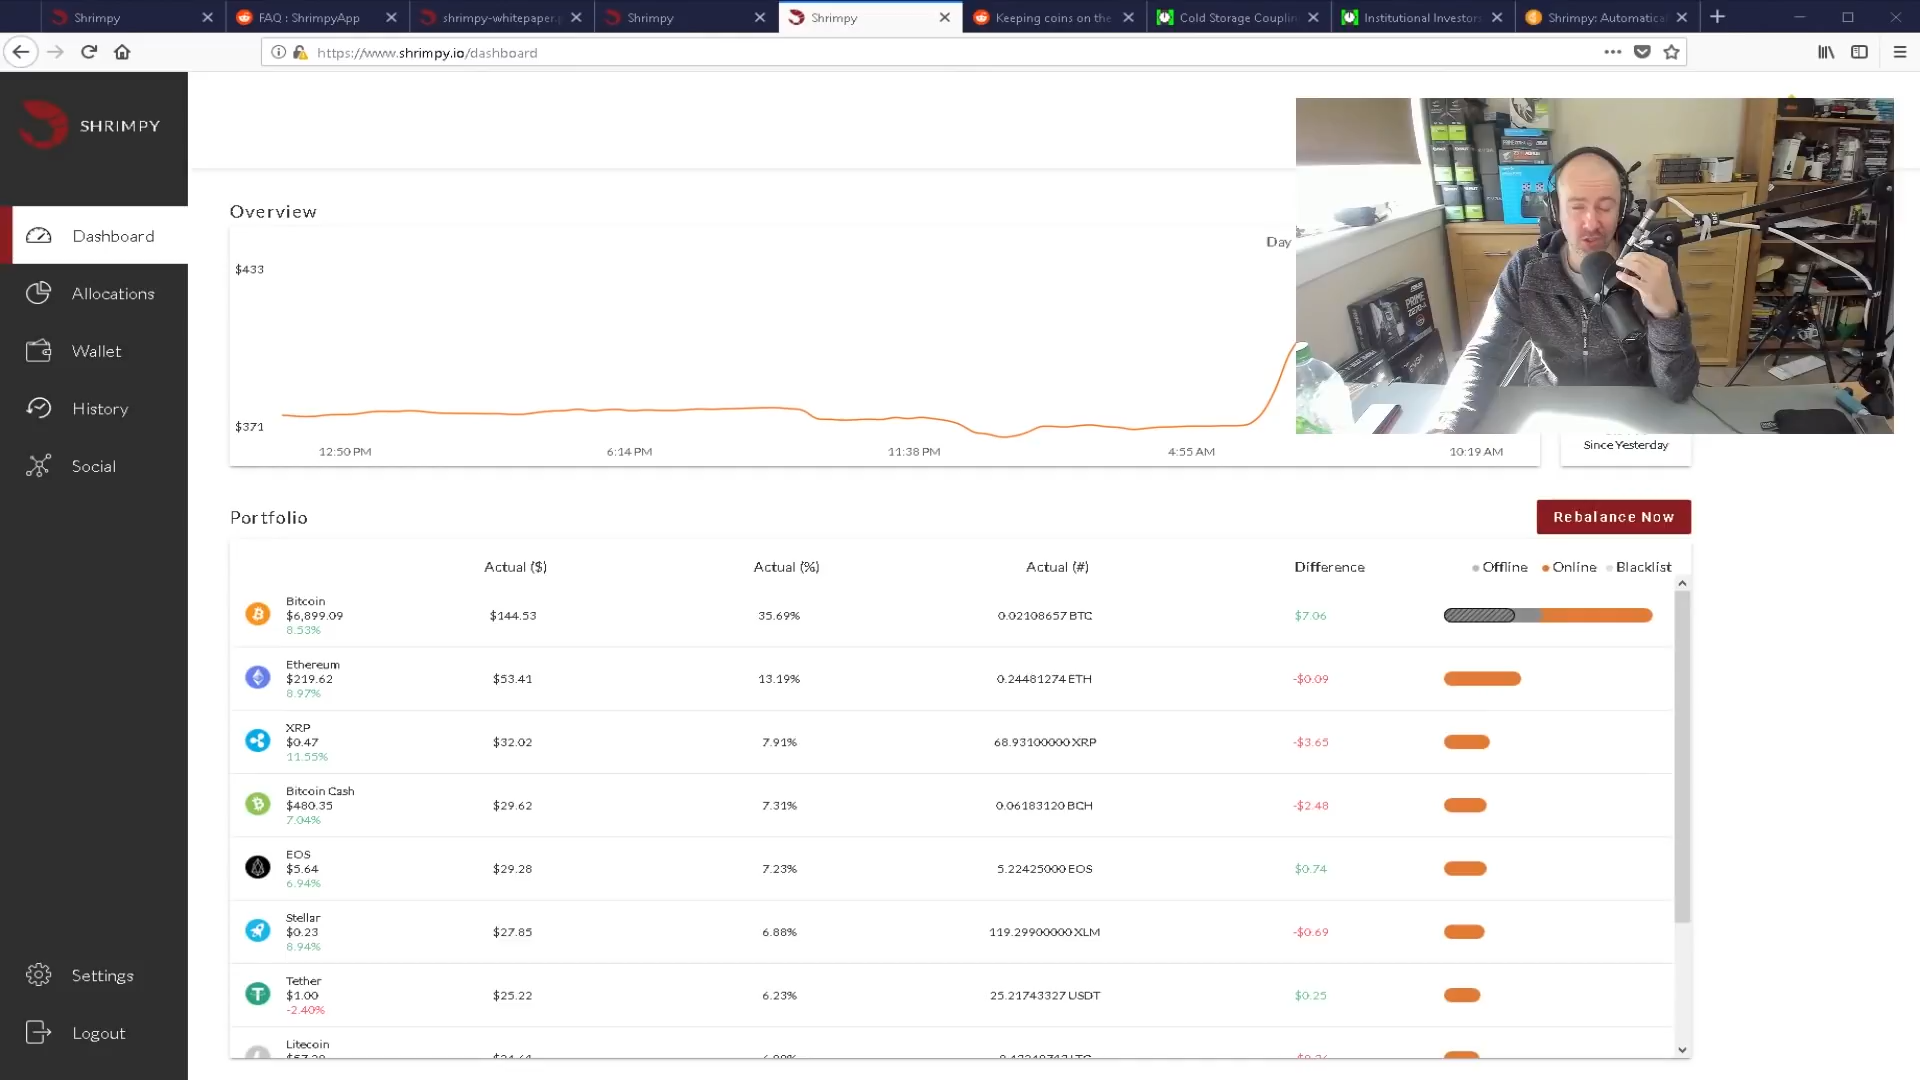 Shrimpy
FAQ : ShrimpyApp
shrimpy-whitepaper.
Shrimpy
Shrimpy
Keeping coins on the
Cold Storage Couplin
Institutional Investors
Shrimpy: Automatica
https://www.shrimpy.io/dashboard
SHRIMPY
Dashboard
Allocations
Wallet
History
Social
Settings
Logout
Overview
Day
$433
$371
12:50 PM
6:14 PM
11:38 PM
4:55 AM
10:19 AM
Since Yesterday
PRIME
Portfolio
Rebalance Now
Actual ($) Actual (%) Actual (#) Difference Offline Online Blacklist
Bitcoin
$6,899.09 $144.53 35.69% 0.02108657 BTC $7.06
8.53%
Ethereum
$219.62 $53.41 13.19% 0.24481274 ETH -$0.09
8.97%
XRP
$0.47 $32.02 7.91% 68.93100000 XRP -$3.65
11.55%
Bitcoin Cash
$480.35 $29.62 7.31% 0.06183120 BCH -$2.48
7.04%
EOS
$5.64 $29.28 7.23% 5.22425000 EOS $0.74
6.94%
Stellar
$0.23 $27.85 6.88% 119.29900000 XLM -$0.69
8.94%
Tether
$1.00 $25.22 6.23% 25.21743327 USDT $0.25
-2.40%
Litecoin